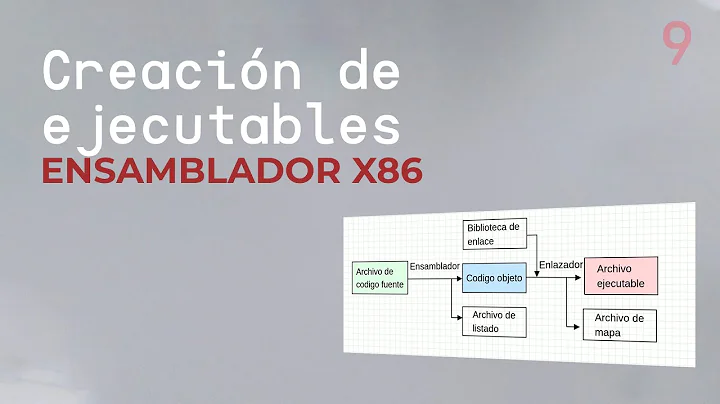 9
Creación de
ejecutables
ENSAMBLADOR X86
Biblioteca de
enlace
Archivo de
codigo fuente
Ensamblador
Codigo objeto
Enlazador
Archivo
ejecutable
Archivo de
listado
Archivo de
mapa